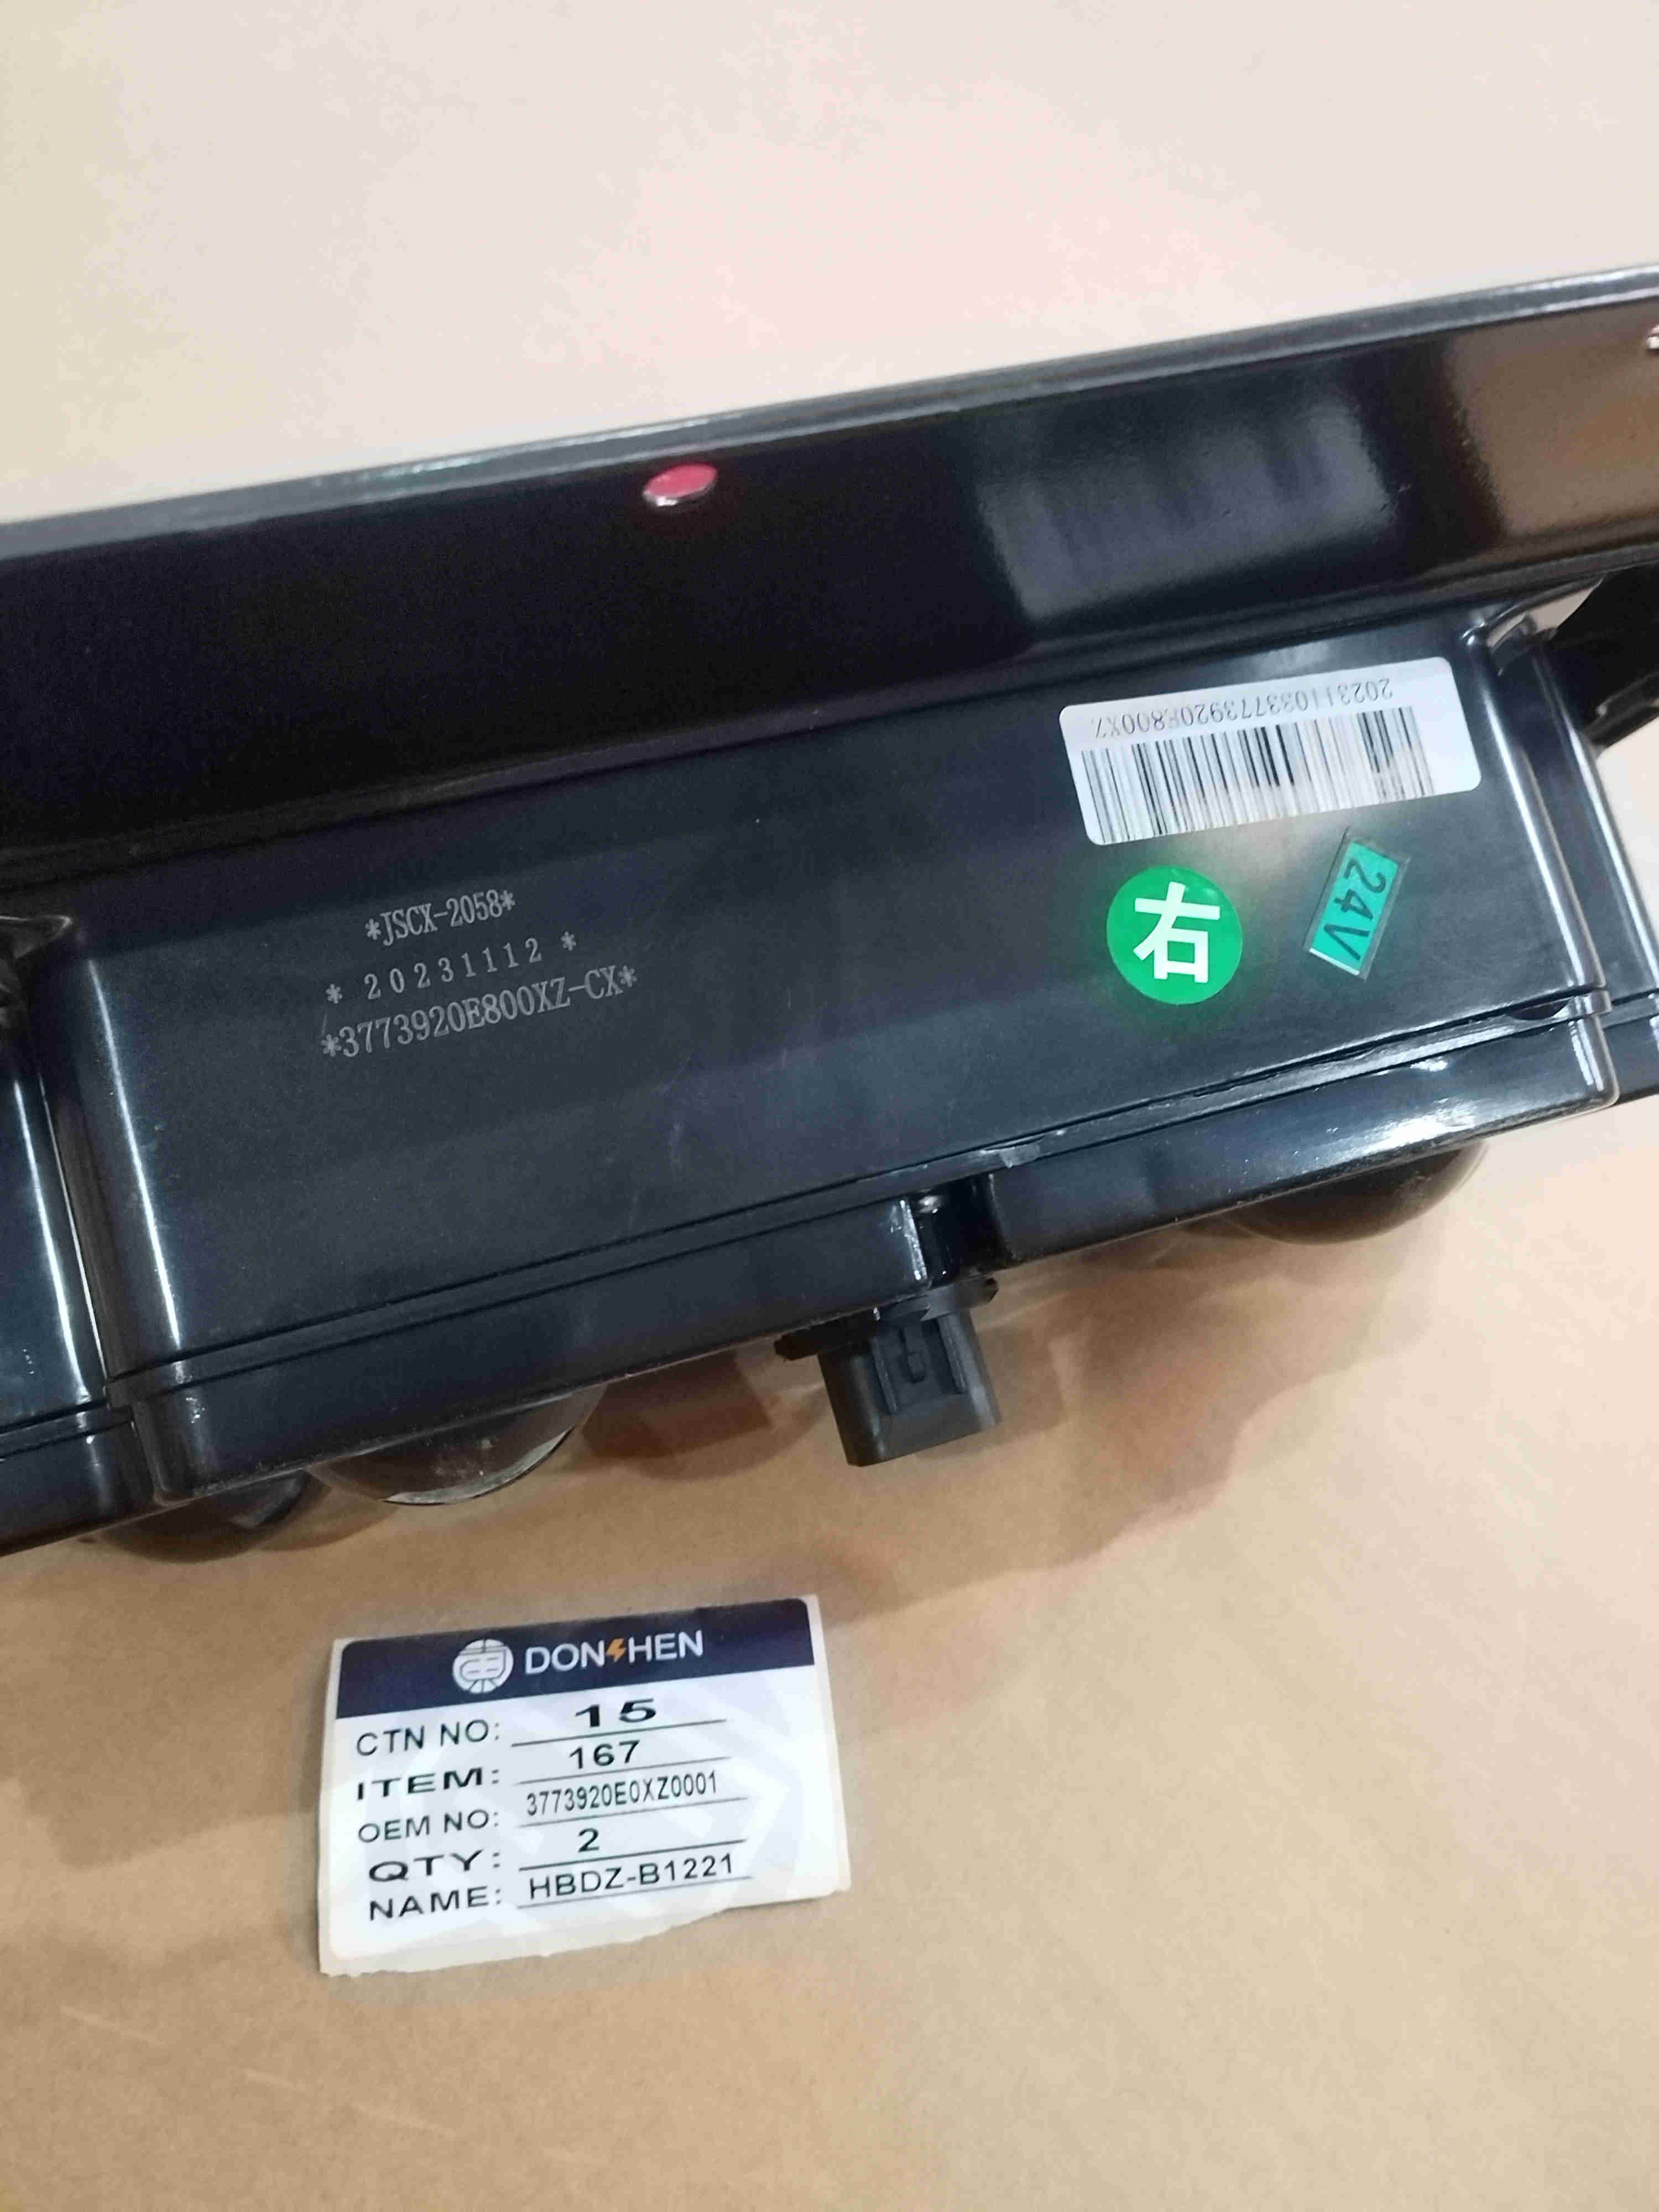 20231103773920E800XZ
*JSCX-2058*
* 20231112 *
*3773920E800XZ-CX*
右
24V
DONSHEN
CTN NO: 15
ITEM: 167
OEM NO: 3773920E0XZ0001
QTY: 2
NAME: HBDZ-B1221